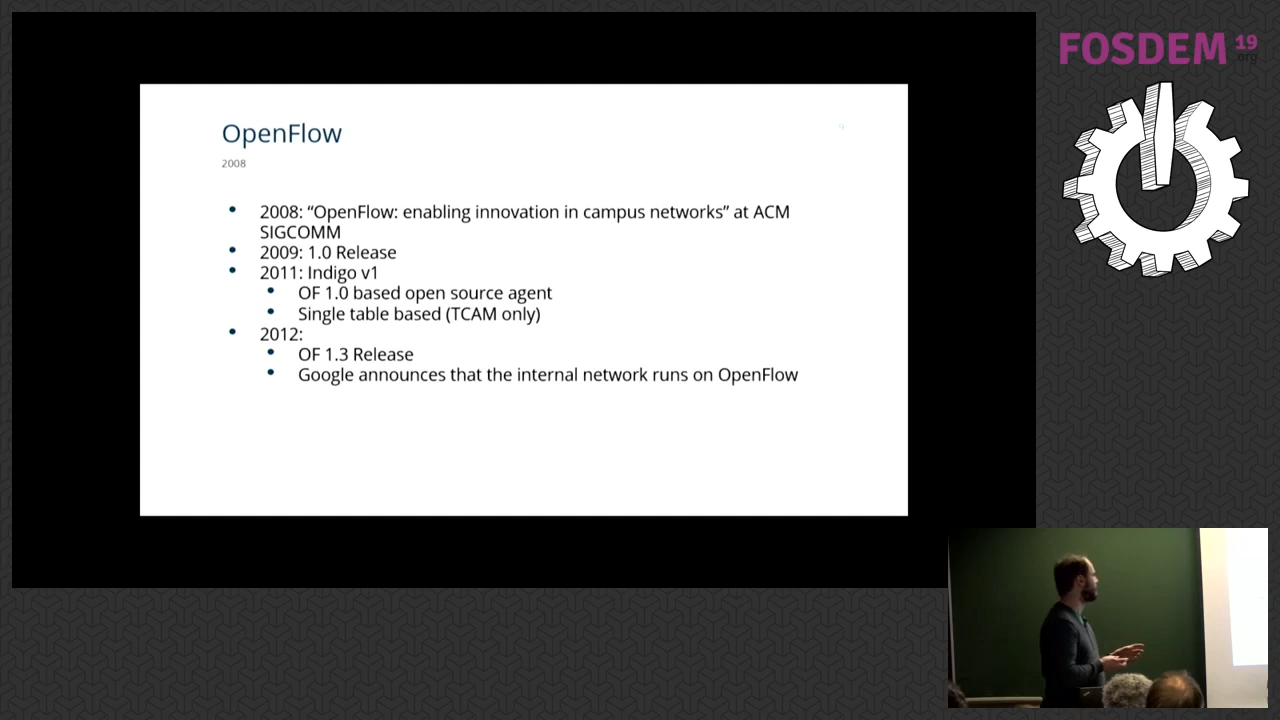 FOSDEM 19
.org
OpenFlow
9
2008
• 2008: “OpenFlow: enabling innovation in campus networks” at ACM
SIGCOMM
• 2009: 1.0 Release
• 2011: Indigo v1
• OF 1.0 based open source agent
• Single table based (TCAM only)
• 2012:
• OF 1.3 Release
• Google announces that the internal network runs on OpenFlow